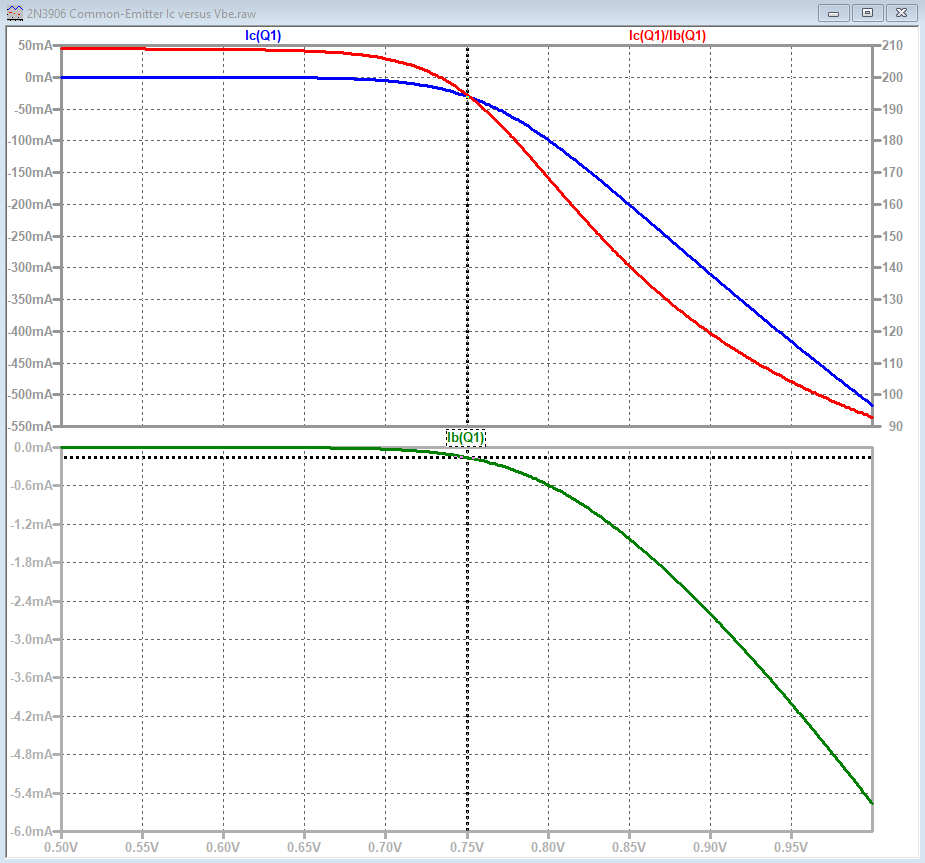 2N3906 Common-Emitter Ic versus Vbe.raw
Ic(Q1) Ic(Q1)/Ib(Q1)
50mA 210
0mA 200
-50mA 190
-100mA 180
-150mA 170
-200mA 160
-250mA 150
-300mA 140
-350mA 130
-400mA 120
-450mA 110
-500mA 100
-550mA 90
Ib(Q1)
0.0mA
-0.6mA
-1.2mA
-1.8mA
-2.4mA
-3.0mA
-3.6mA
-4.2mA
-4.8mA
-5.4mA
-6.0mA
0.50V 0.55V 0.60V 0.65V 0.70V 0.75V 0.80V 0.85V 0.90V 0.95V